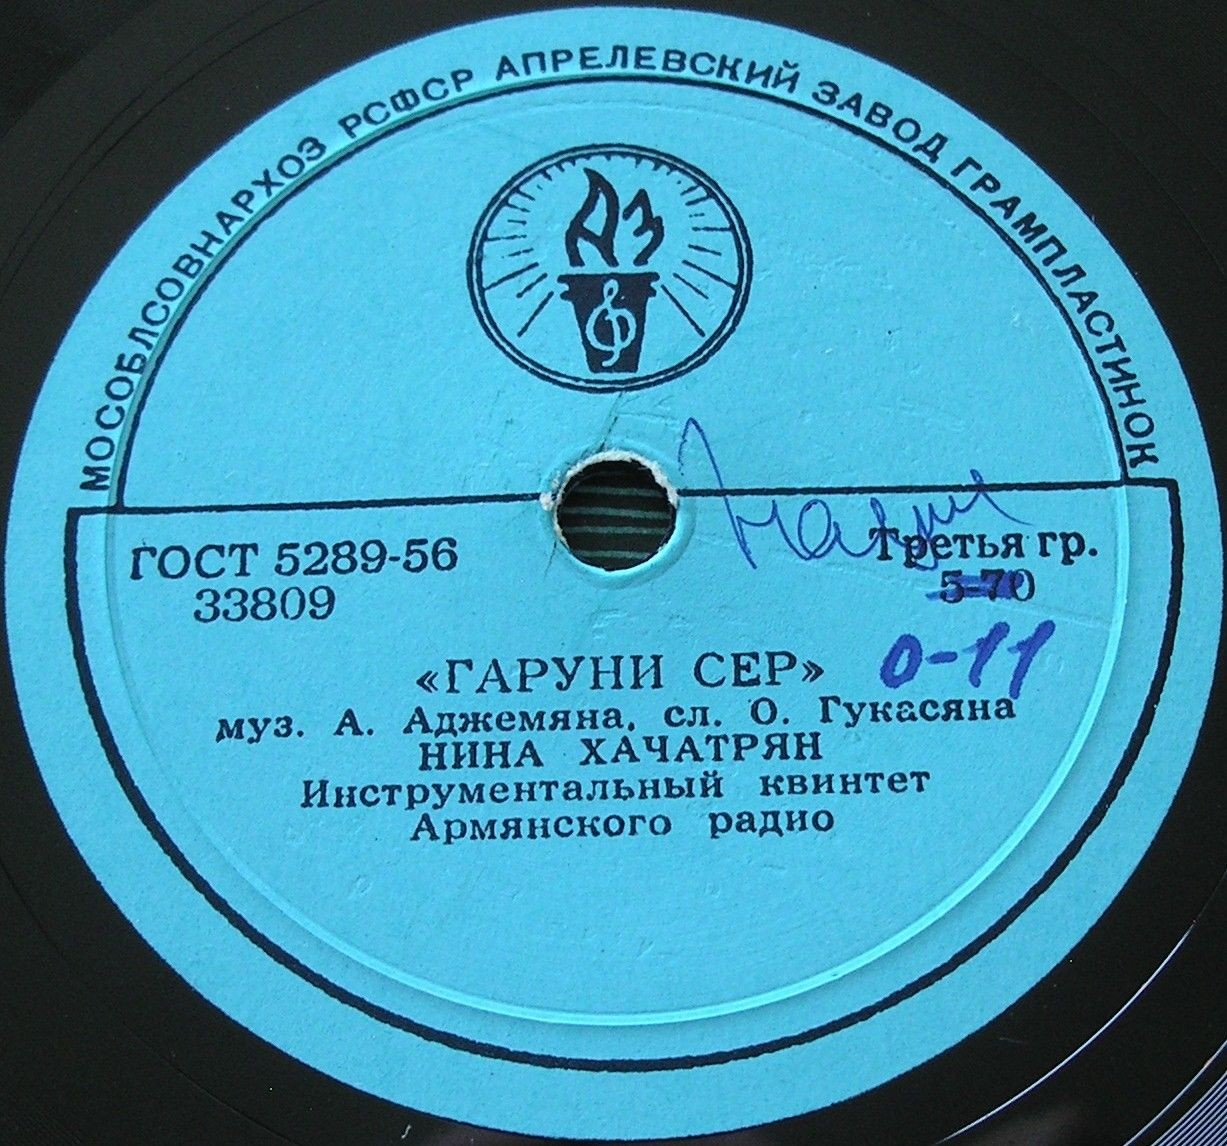 МОСОБЛСОВНАРХОЗ РСФСР АПРЕЛЕВСКИЙ ЗАВОД ГРАМПЛАСТИНОК
АЗ
ГОСТ 5289-56
33809
Третья гр.
5-70
0-11
«ГАРУНИ СЕР»
муз. А. Аджемяна, сл. О. Гукасяна
НИНА ХАЧАТРЯН
Инструментальный квинтет
Армянского радио